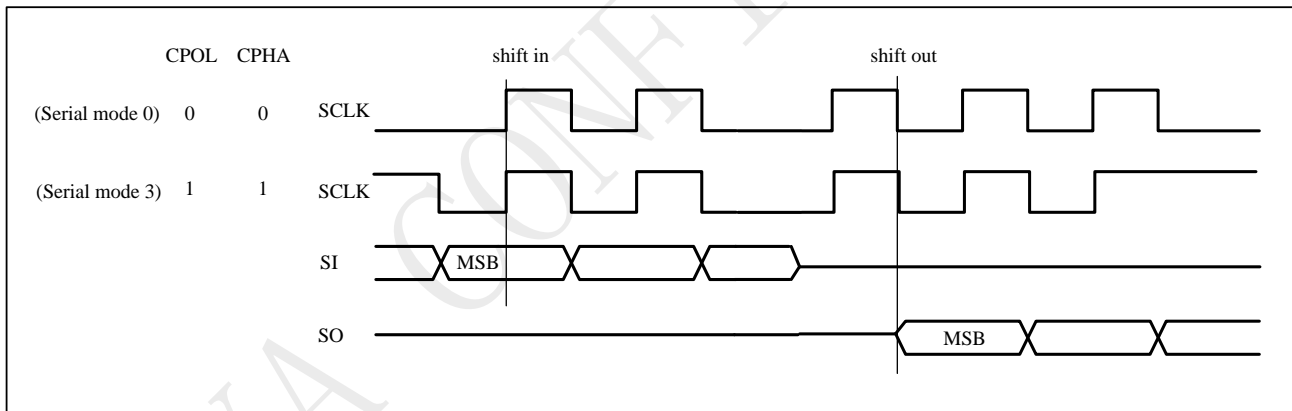 CPOL CPHA shift in shift out
(Serial mode 0) 0 0 SCLK
(Serial mode 3) 1 1 SCLK
SI MSB
SO MSB